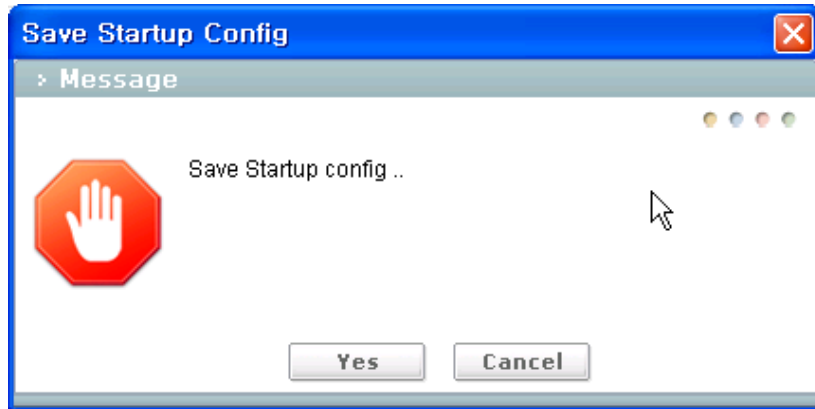 Save Startup Config
Message
Save Startup config ..
Yes
Cancel